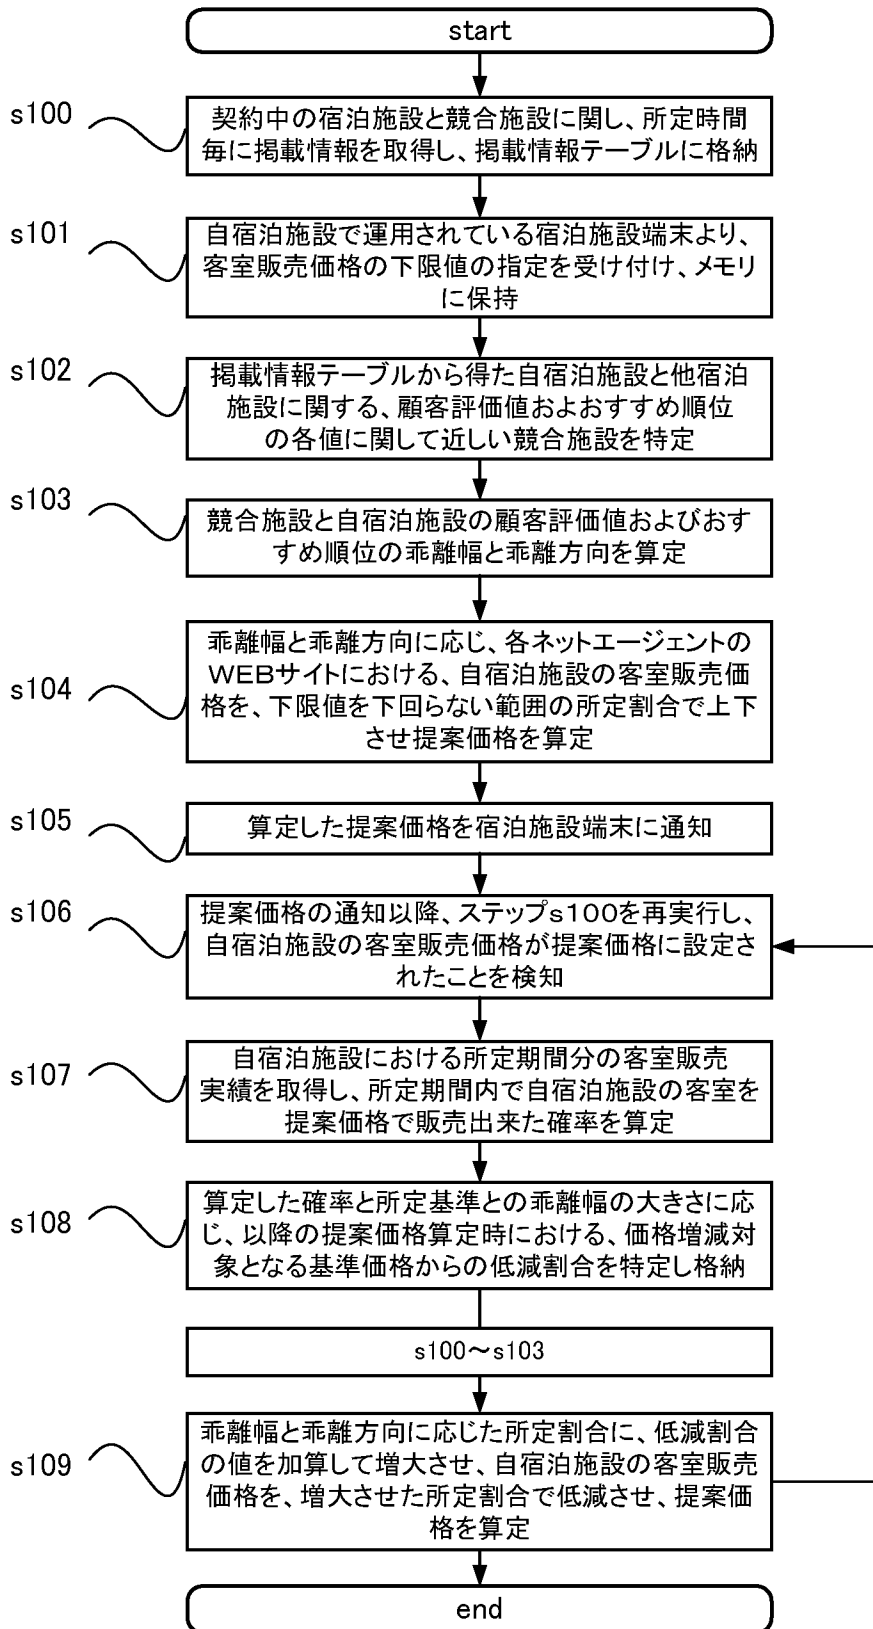 start
s100
契約中の宿泊施設と競合施設に関し、所定時間
毎に掲載情報を取得し、掲載情報テーブルに格納
s101
自宿泊施設で運用されている宿泊施設端末より、
客室販売価格の下限値の指定を受け付け、メモリ
に保持
s102
掲載情報テーブルから得た自宿泊施設と他宿泊
施設に関する、顧客評価値およおすすめ順位
の各値に関して近しい競合施設を特定
s103
競合施設と自宿泊施設の顧客評価値およびおす
すめ順位の乖離幅と乖離方向を算定
s104
乖離幅と乖離方向に応じ、各ネットエージェントの
ＷＥＢサイトにおける、自宿泊施設の客室販売価
格を、下限値を下回らない範囲の所定割合で上下
させ提案価格を算定
s105
算定した提案価格を宿泊施設端末に通知
s106
提案価格の通知以降、ステップs100を再実行し、
自宿泊施設の客室販売価格が提案価格に設定さ
れたことを検知
s107
自宿泊施設における所定期間分の客室販売
実績を取得し、所定期間内で自宿泊施設の客室を
提案価格で販売出来た確率を算定
s108
算定した確率と所定基準との乖離幅の大きさに応
じ、以降の提案価格算定時における、価格増減対
象となる基準価格からの低減割合を特定し格納
s100～s103
s109
乖離幅と乖離方向に応じた所定割合に、低減割合
の値を加算して増大させ、自宿泊施設の客室販売
価格を、増大させた所定割合で低減させ、提案価
格を算定
end